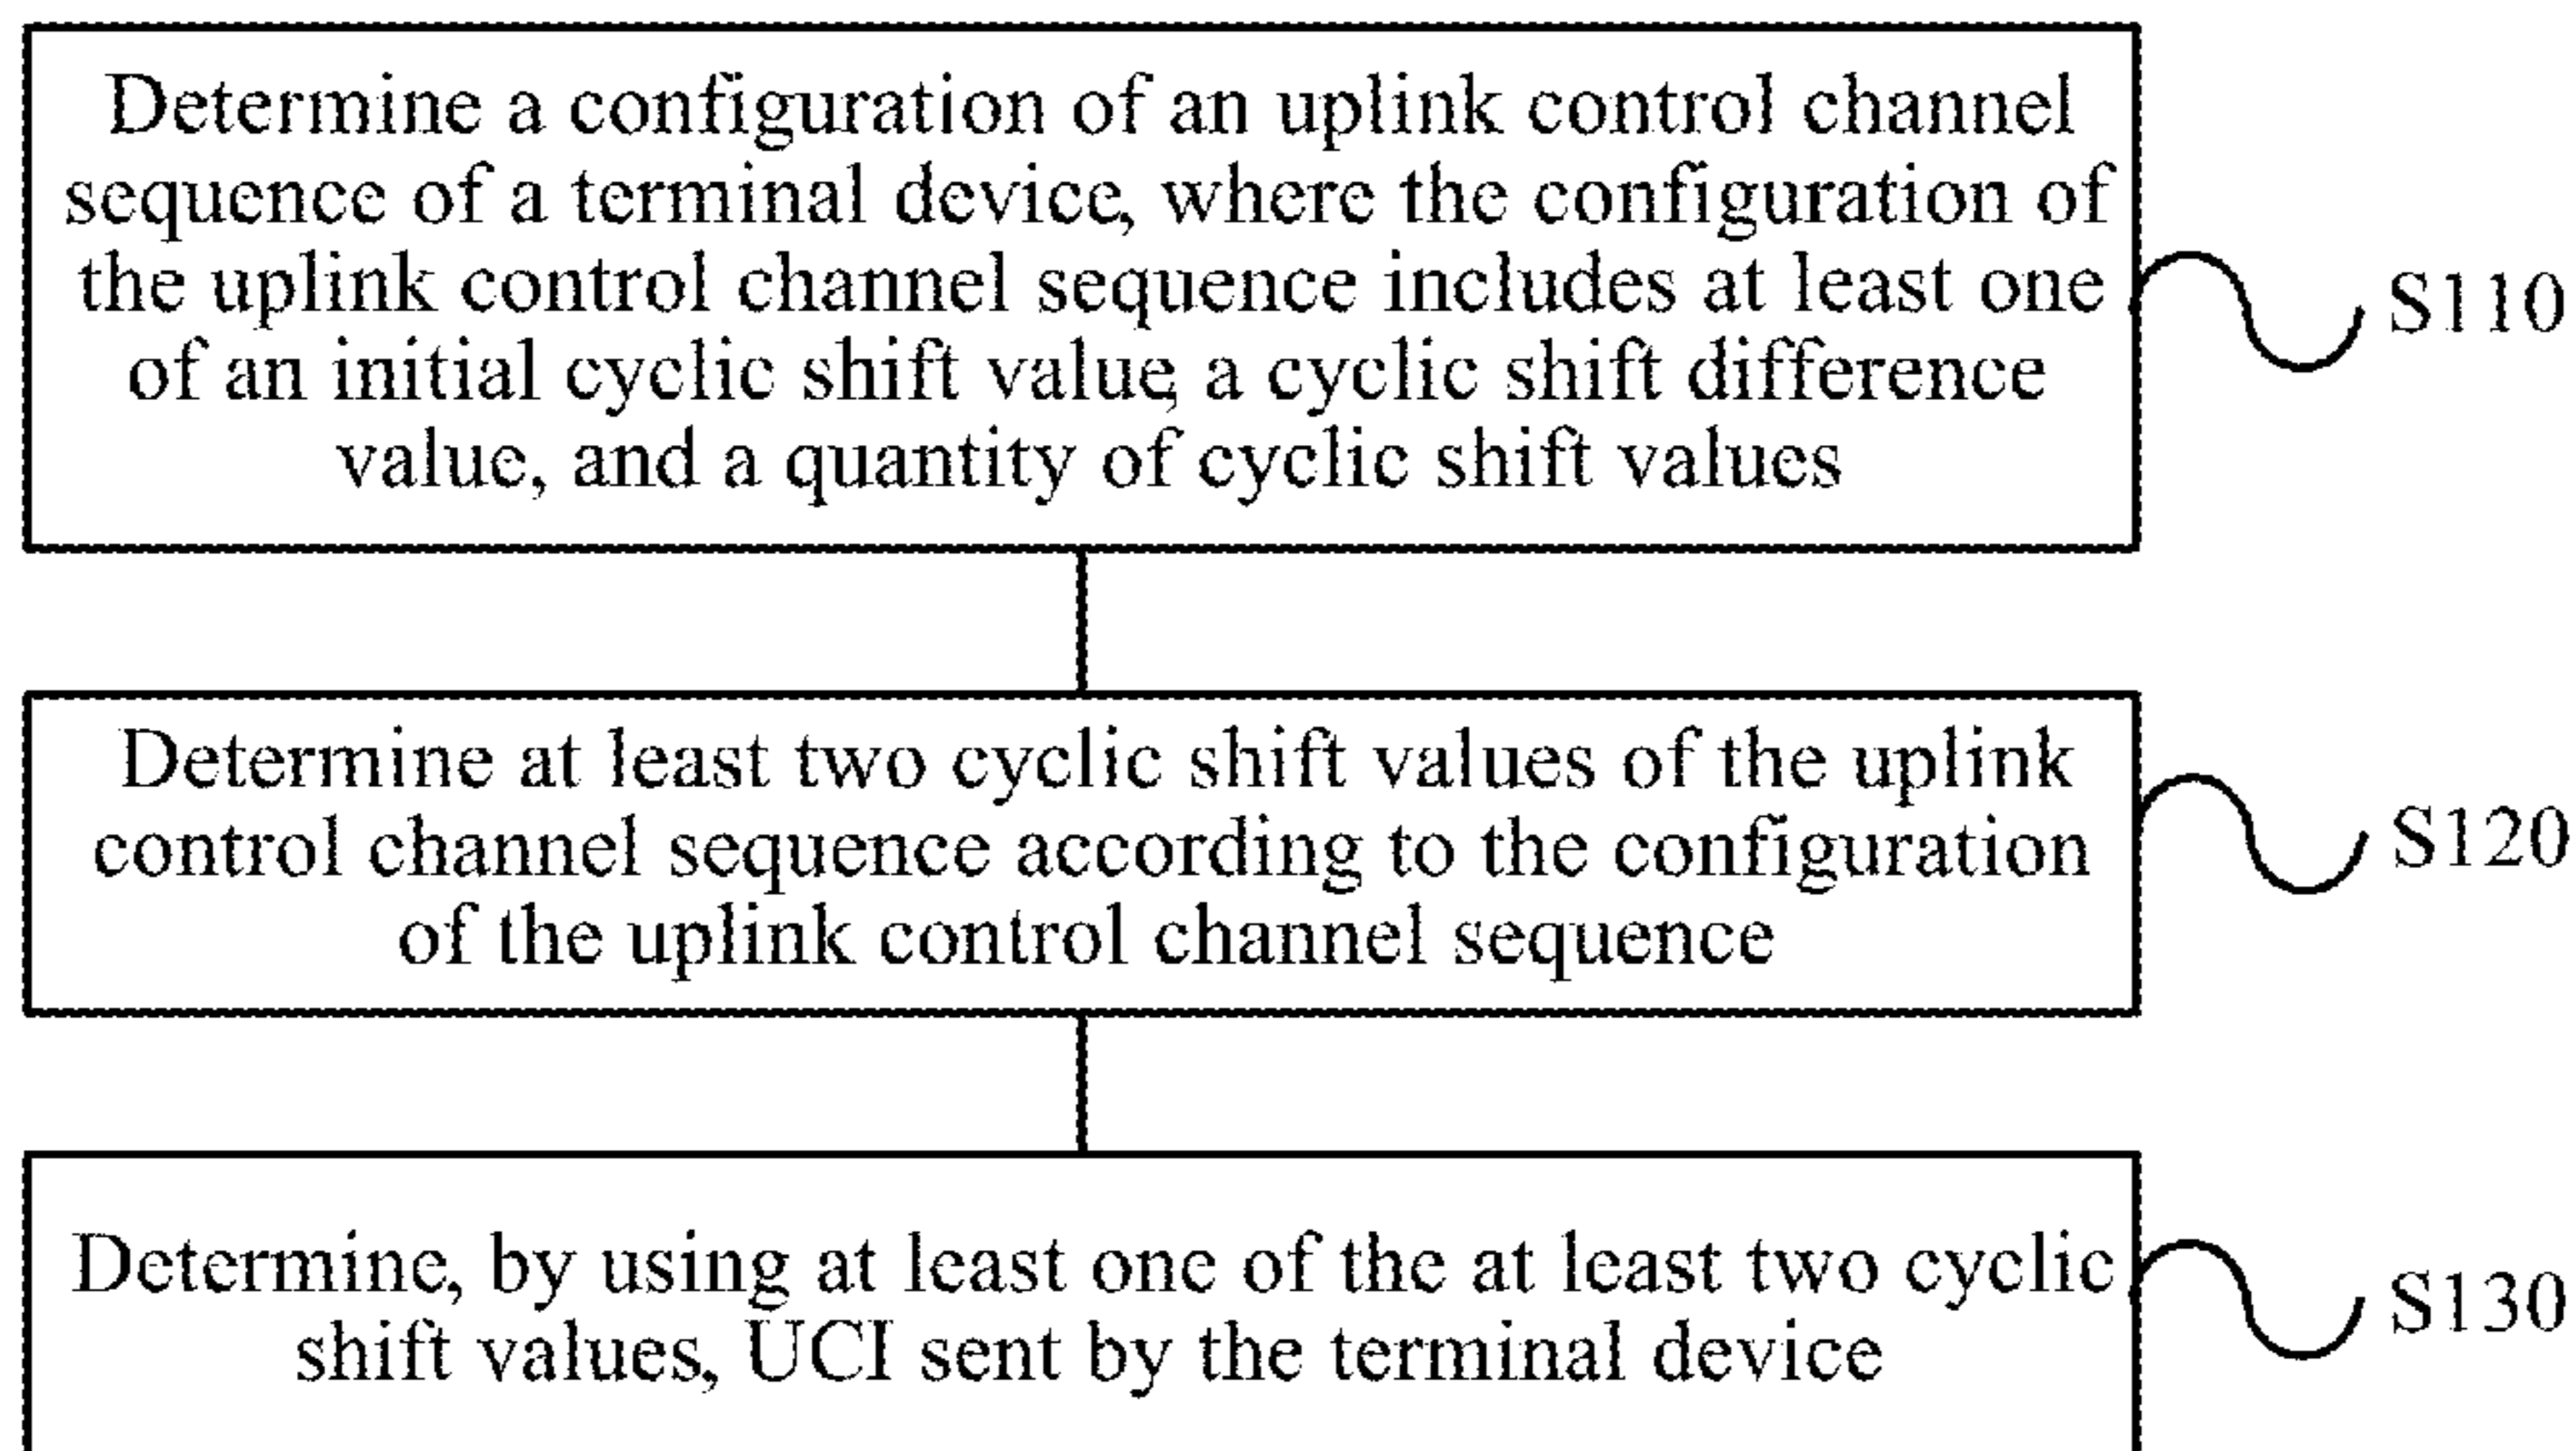 Determine a configuration of an uplink control channel
sequence of a terminal device, where the configuration of
the uplink control channel sequence includes at least one
of an initial cyclic shift value, a cyclic shift difference
value, and a quantity of cyclic shift values
S110
Determine at least two cyclic shift values of the uplink
control channel sequence according to the configuration
of the uplink control channel sequence
S120
Determine, by using at least one of the at least two cyclic
shift values, UCI sent by the terminal device
S130